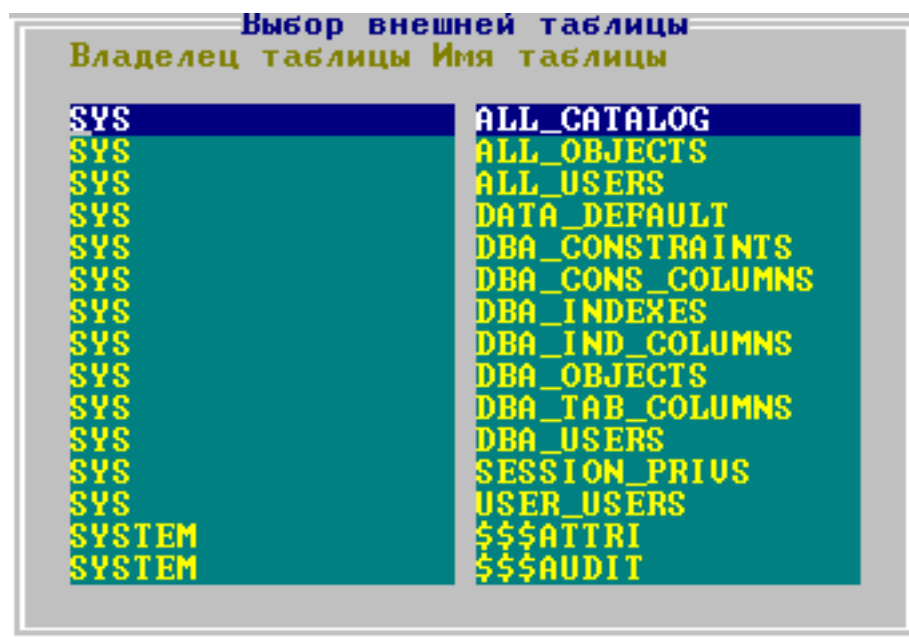 Выбор внешней таблицы
Владелец таблицы Имя таблицы
SYS ALL_CATALOG
SYS ALL_OBJECTS
SYS ALL_USERS
SYS DATA_DEFAULT
SYS DBA_CONSTRAINTS
SYS DBA_CONS_COLUMNS
SYS DBA_INDEXES
SYS DBA_IND_COLUMNS
SYS DBA_OBJECTS
SYS DBA_TAB_COLUMNS
SYS DBA_USERS
SYS SESSION_PRIVS
SYS USER_USERS
SYSTEM $$$ATTRI
SYSTEM $$$AUDIT